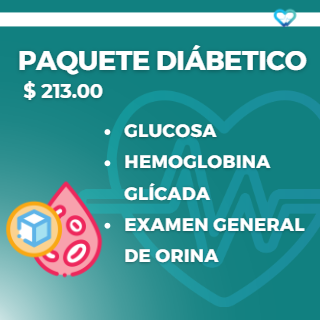 PAQUETE DIÁBETICO
$ 213.00
• GLUCOSA
• HEMOGLOBINA
GLÍCADA
• EXAMEN GENERAL
DE ORINA